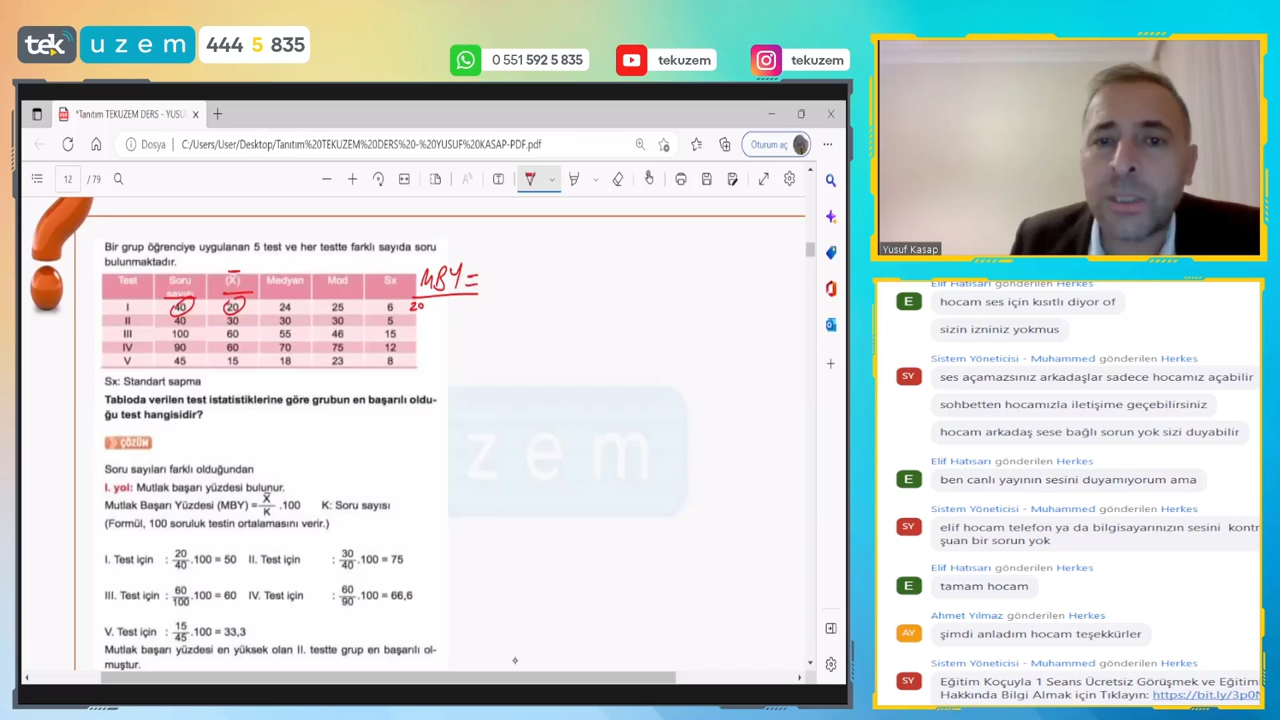 tek uzem 444 5 835
0 551 592 5 835 tekuzem tekuzem
*Tanıtım TEKUZEM DERS - YUSU
Dosya C:/Users/User/Desktop/Tanıtım%20TEKUZEM%20DERS%20-%20YUSUF%20KASAP-PDF.pdf Oturum aç
12 /79
Bir grup öğrenciye uygulanan 5 test ve her testte farklı sayıda soru
bulunmaktadır.
Test Soru sayısı (X) Medyan Mod Sx
MBY=
I 40 20 24 25 6 20
II 40 30 30 30 5
III 100 60 55 46 15
IV 90 60 70 75 12
V 45 15 18 23 8
Sx: Standart sapma
Tabloda verilen test istatistiklerine göre grubun en başarılı oldu-
ğu test hangisidir?
ÇÖZÜM
Soru sayıları farklı olduğundan
I. yol: Mutlak başarı yüzdesi bulunur.
Mutlak Başarı Yüzdesi (MBY) = X̄/K .100 K: Soru sayısı
(Formül, 100 soruluk testin ortalamasını verir.)
I. Test için : 20/40 .100 = 50 II. Test için : 30/40 .100 = 75
III. Test için : 60/100 .100 = 60 IV. Test için : 60/90 .100 = 66,6
V. Test için : 15/45 .100 = 33,3
Mutlak başarı yüzdesi en yüksek olan II. testte grup en başarılı ol-
muştur.
z e m
Yusuf Kasap
Elif Hatısarı gönderilen Herkes
E hocam ses için kısıtlı diyor of
sizin izniniz yokmus
Sistem Yöneticisi - Muhammed gönderilen Herkes
SY ses açamazsınız arkadaşlar sadece hocamız açabilir
sohbetten hocamızla iletişime geçebilirsiniz
hocam arkadaş sese bağlı sorun yok sizi duyabilir
Elif Hatısarı gönderilen Herkes
E ben canlı yayının sesini duyamıyorum ama
Sistem Yöneticisi - Muhammed gönderilen Herkes
SY elif hocam telefon ya da bilgisayarınızın sesini kontr
şuan bir sorun yok
Elif Hatısarı gönderilen Herkes
E tamam hocam
Ahmet Yılmaz gönderilen Herkes
AY şimdi anladım hocam teşekkürler
Sistem Yöneticisi - Muhammed gönderilen Herkes
SY Eğitim Koçuyla 1 Seans Ücretsiz Görüşmek ve Eğitim
Hakkında Bilgi Almak için Tıklayın: https://bit.ly/3p0N